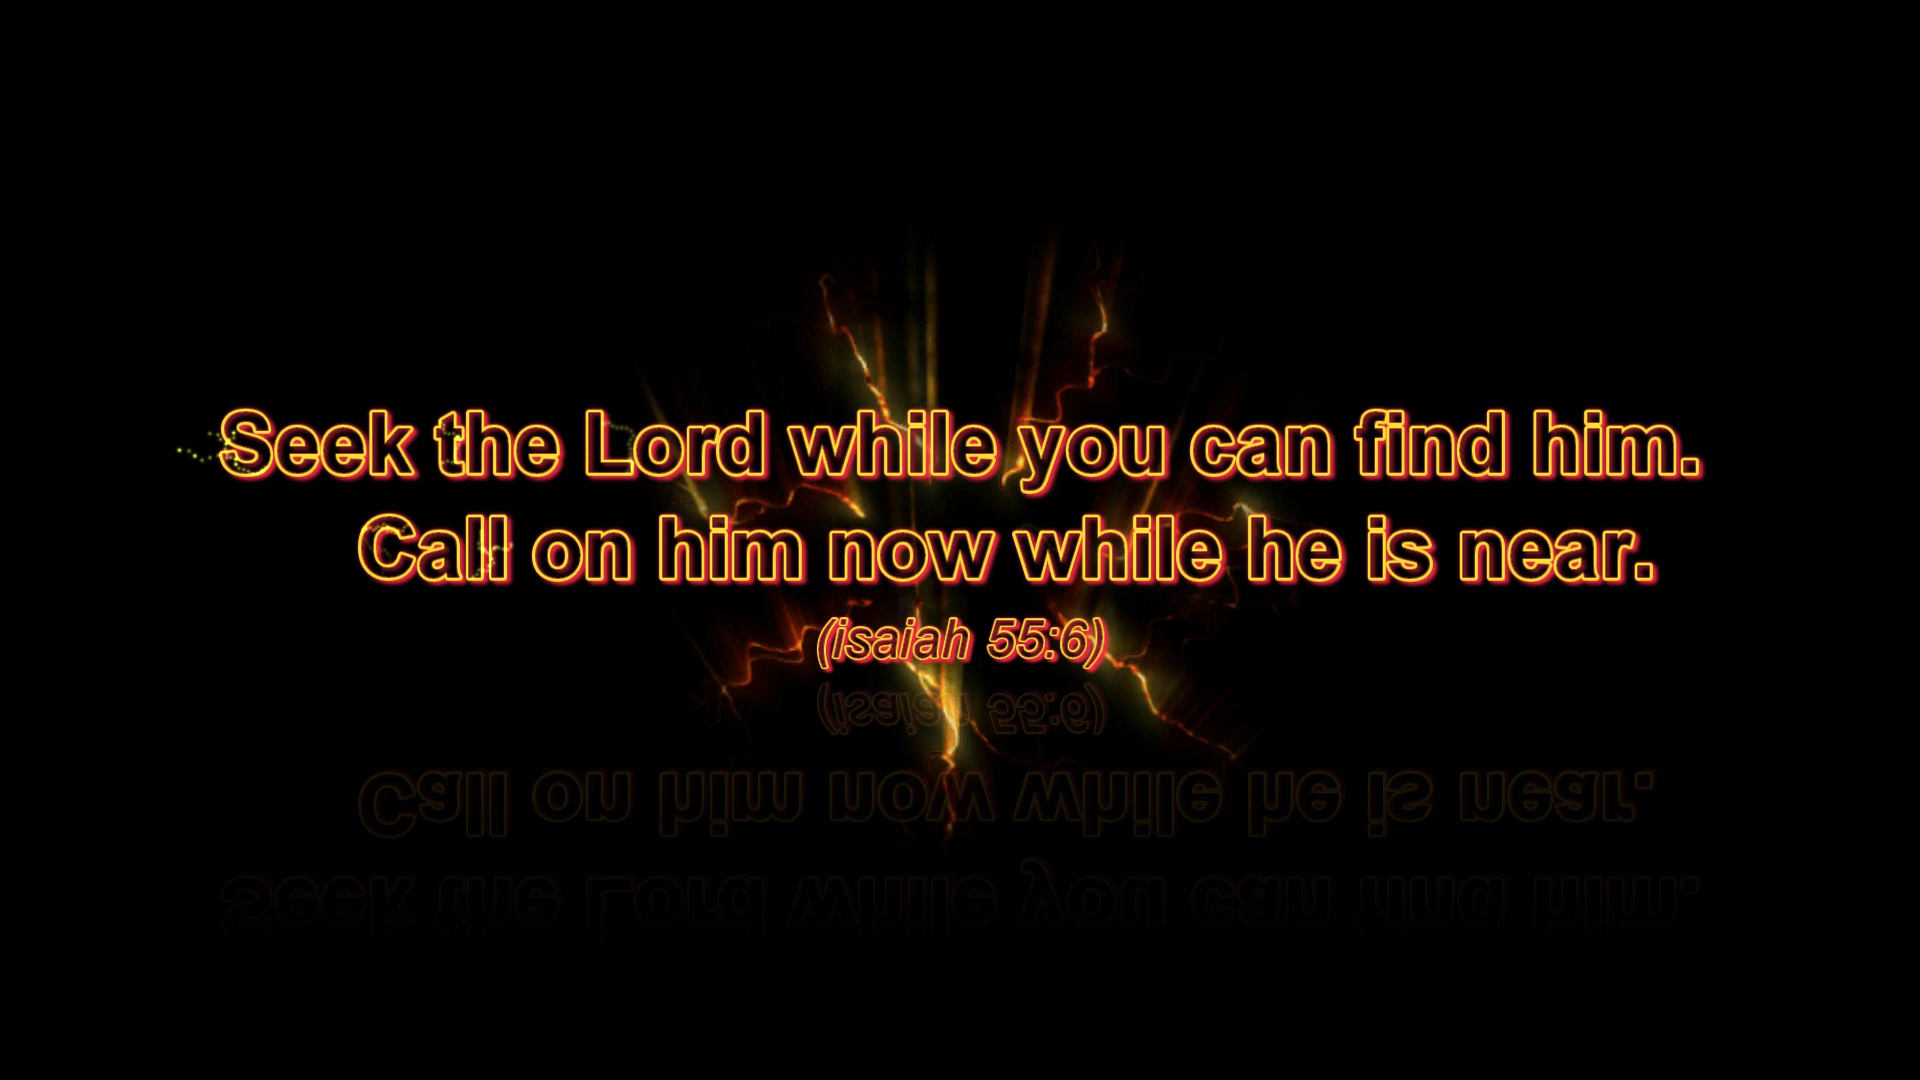 Seek the Lord while you can find him.
Call on him now while he is near.
(isaiah 55:6)